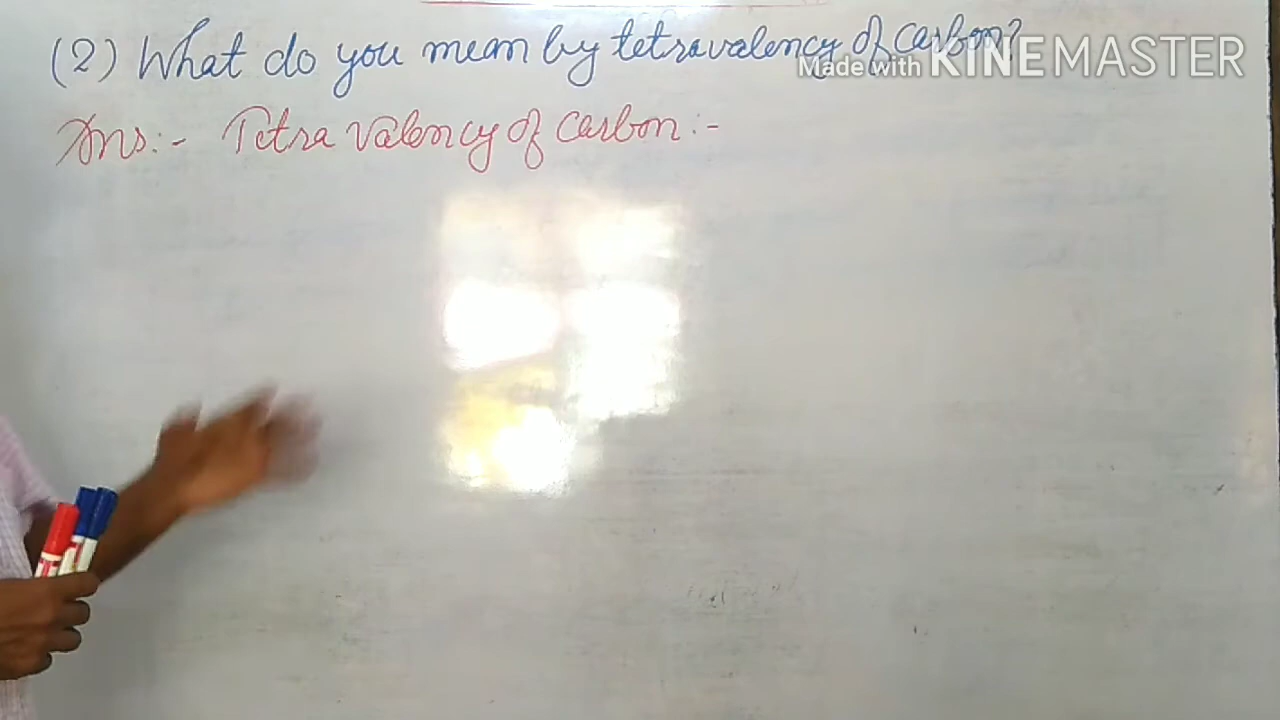 (2) What do you mean by tetravalency of carbon?
Made with KINEMASTER
Ans:- Tetra valency of carbon:-